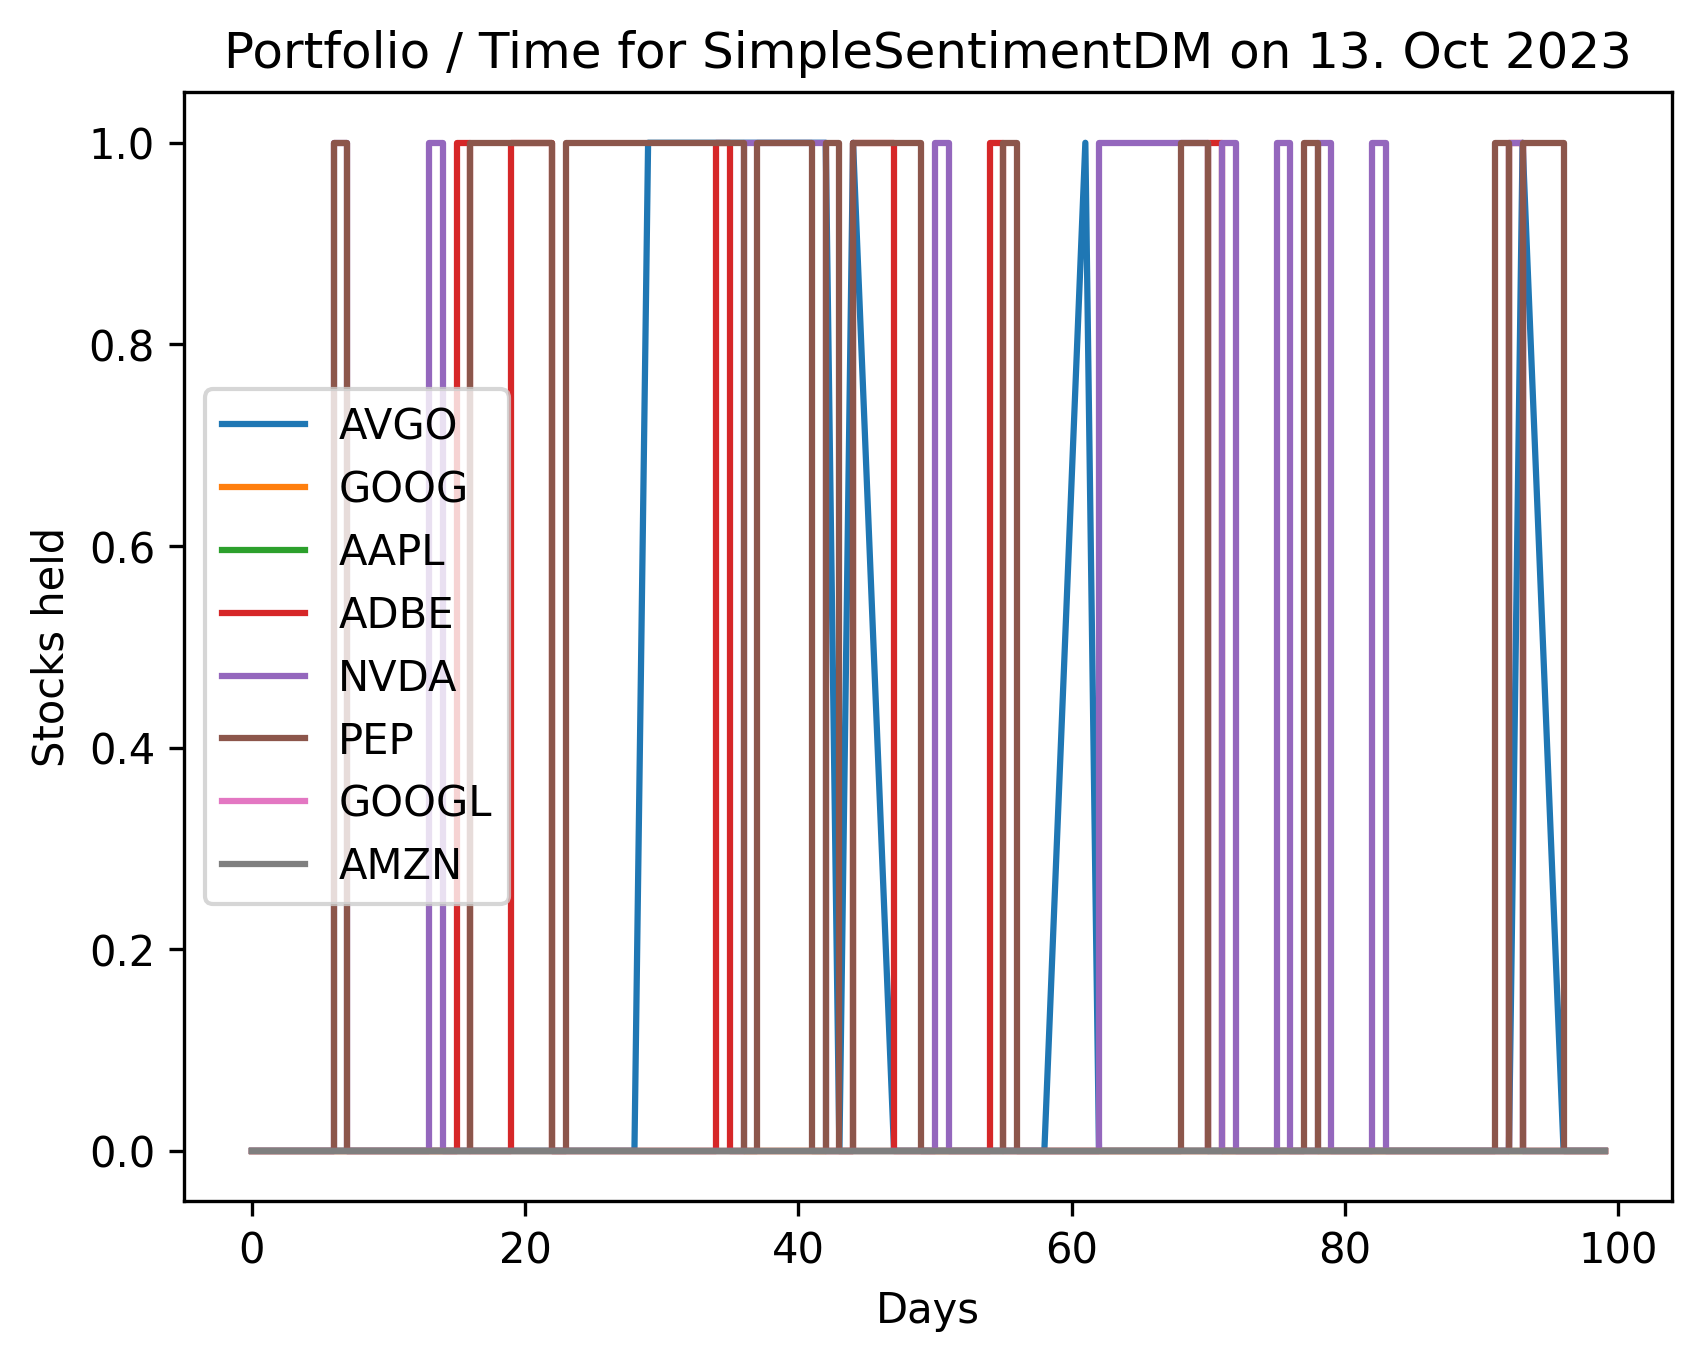 Portfolio / Time for SimpleSentimentDM on 13. Oct 2023
1.0
0.8
0.6
0.4
0.2
0.0
Stocks held
AVGO
GOOG
AAPL
ADBE
NVDA
PEP
GOOGL
AMZN
0 20 40 60 80 100
Days